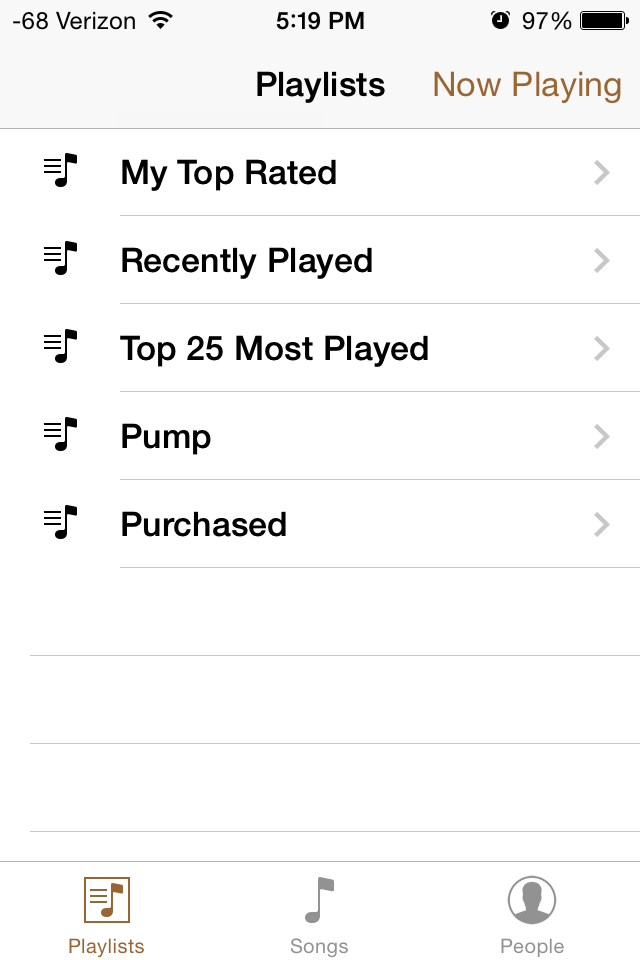 -68 Verizon 5:19 PM 97%
Playlists Now Playing
My Top Rated
Recently Played
Top 25 Most Played
Pump
Purchased
Playlists Songs People